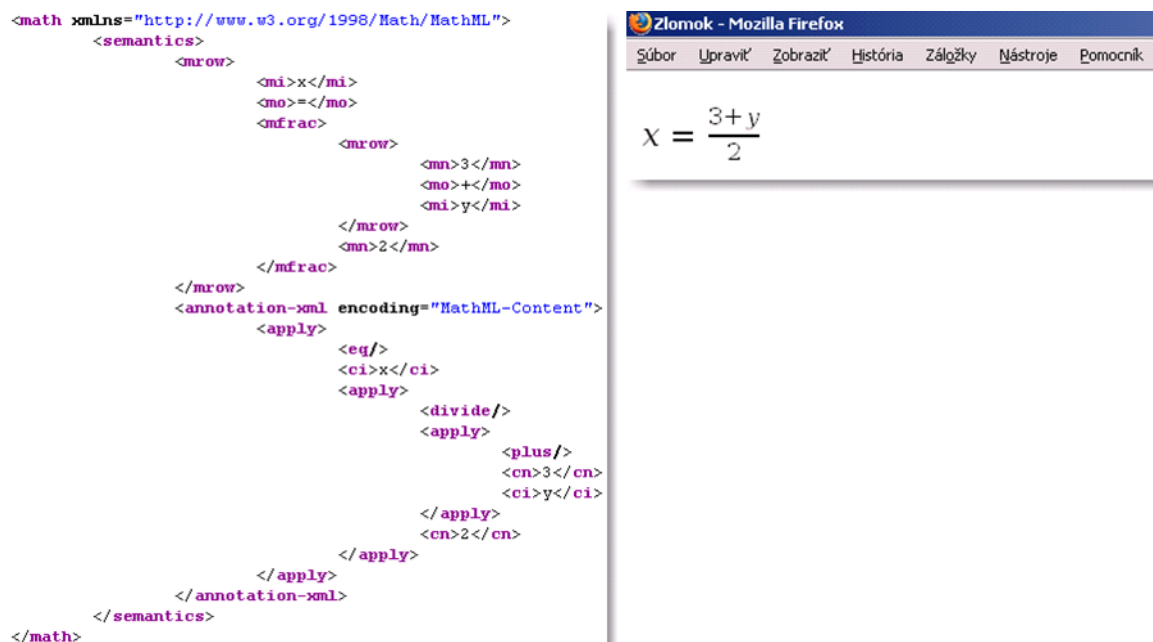 <math xmlns="http://www.w3.org/1998/Math/MathML">
<semantics>
<mrow>
<mi>x</mi>
<mo>=</mo>
<mfrac>
<mrow>
<mn>3</mn>
<mo>+</mo>
<mi>y</mi>
</mrow>
<mn>2</mn>
</mfrac>
</mrow>
<annotation-xml encoding="MathML-Content">
<apply>
<eq/>
<ci>x</ci>
<apply>
<divide/>
<apply>
<plus/>
<cn>3</cn>
<ci>y</ci>
</apply>
<cn>2</cn>
</apply>
</apply>
</annotation-xml>
</semantics>
</math>
Zlomok - Mozilla Firefox
Súbor Upraviť Zobraziť História Záložky Nástroje Pomocník
x = 3+y
2